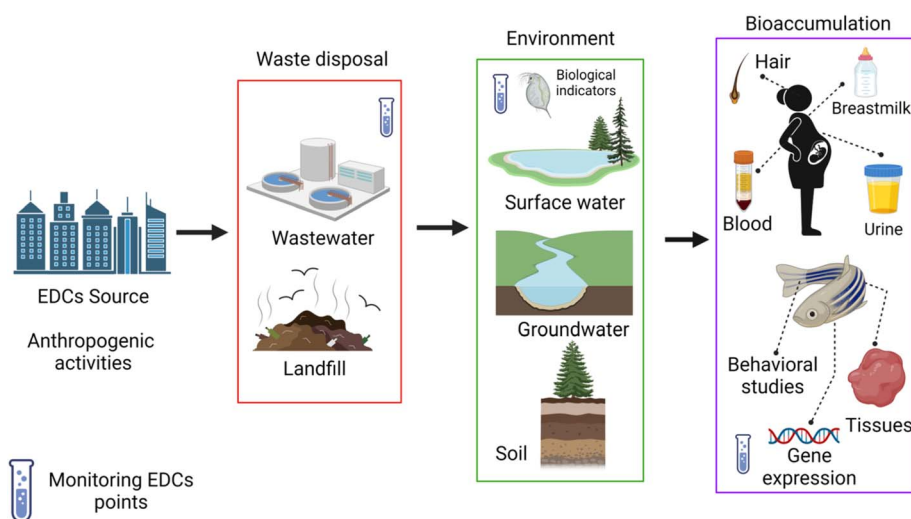 EDCs Source
Anthropogenic
activities
Monitoring EDCs
points
Waste disposal
Wastewater
Landfill
Environment
Biological
indicators
Surface water
Groundwater
Soil
Bioaccumulation
Hair
Breastmilk
Blood
Urine
Behavioral
studies
Tissues
Gene
expression